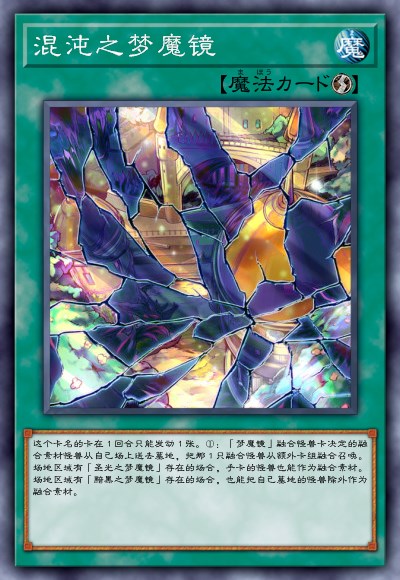 混沌之梦魔镜
魔
【魔法カード】
まほう
这个卡名的卡在1回合只能发动1张。①:「梦魔镜」融合怪兽卡决定的融
合素材怪兽从自己场上送去墓地,把那1只融合怪兽从额外卡组融合召唤。
场地区域有「圣光之梦魔镜」存在的场合,手卡的怪兽也能作为融合素材。
场地区域有「黯黑之梦魔镜」存在的场合,也能把自己墓地的怪兽除外作为
融合素材。